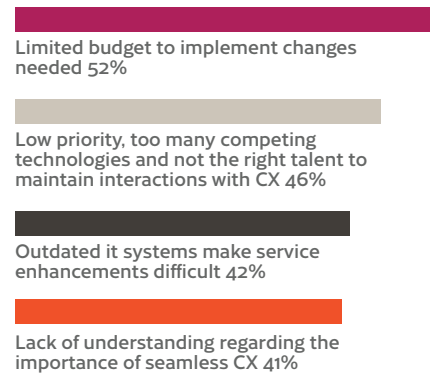 Limited budget to implement changes
needed 52%
Low priority, too many competing
technologies and not the right talent to
maintain interactions with CX 46%
Outdated it systems make service
enhancements difficult 42%
Lack of understanding regarding the
importance of seamless CX 41%